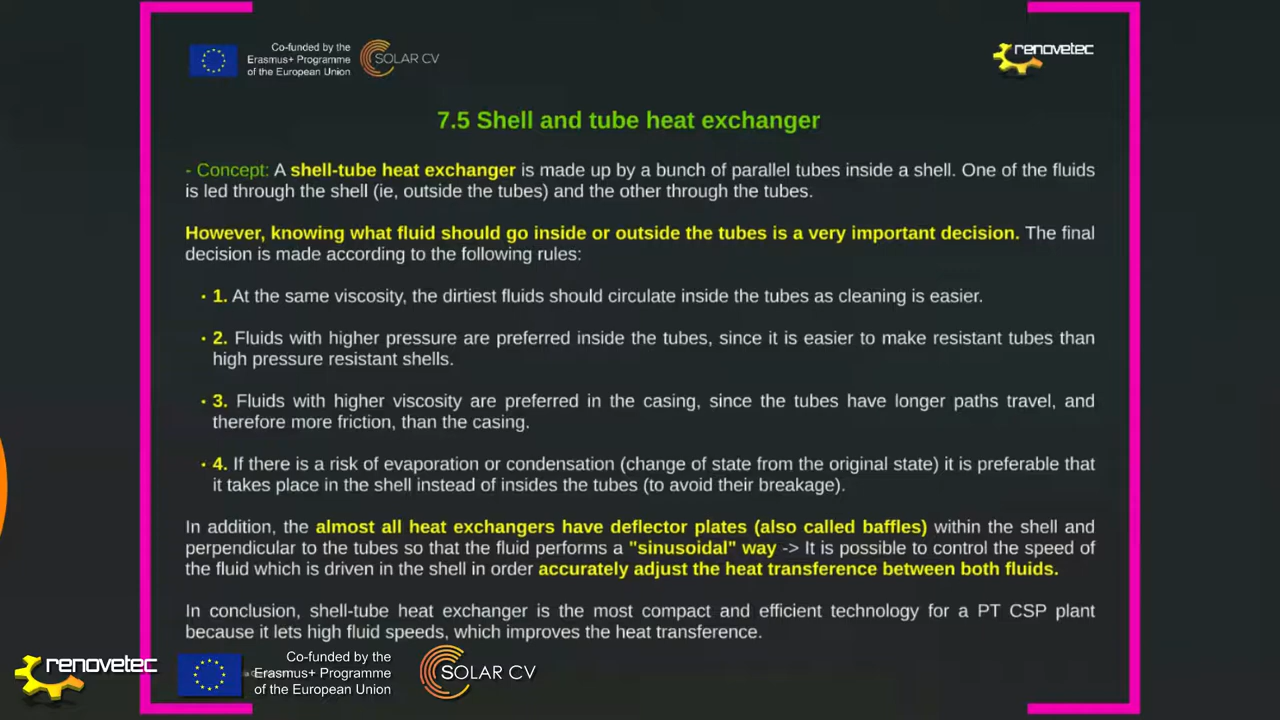 Co-funded by the
Erasmus+ Programme
of the European Union
SOLAR CV
renovetec
7.5 Shell and tube heat exchanger
- Concept: A shell-tube heat exchanger is made up by a bunch of parallel tubes inside a shell. One of the fluids
is led through the shell (ie, outside the tubes) and the other through the tubes.
However, knowing what fluid should go inside or outside the tubes is a very important decision. The final
decision is made according to the following rules:
• 1. At the same viscosity, the dirtiest fluids should circulate inside the tubes as cleaning is easier.
• 2. Fluids with higher pressure are preferred inside the tubes, since it is easier to make resistant tubes than
high pressure resistant shells.
• 3. Fluids with higher viscosity are preferred in the casing, since the tubes have longer paths travel, and
therefore more friction, than the casing.
• 4. If there is a risk of evaporation or condensation (change of state from the original state) it is preferable that
it takes place in the shell instead of insides the tubes (to avoid their breakage).
In addition, the almost all heat exchangers have deflector plates (also called baffles) within the shell and
perpendicular to the tubes so that the fluid performs a "sinusoidal" way -> It is possible to control the speed of
the fluid which is driven in the shell in order accurately adjust the heat transference between both fluids.
In conclusion, shell-tube heat exchanger is the most compact and efficient technology for a PT CSP plant
because it lets high fluid speeds, which improves the heat transference.
renovetec
Co-funded by the
Erasmus+ Programme
of the European Union
SOLAR CV